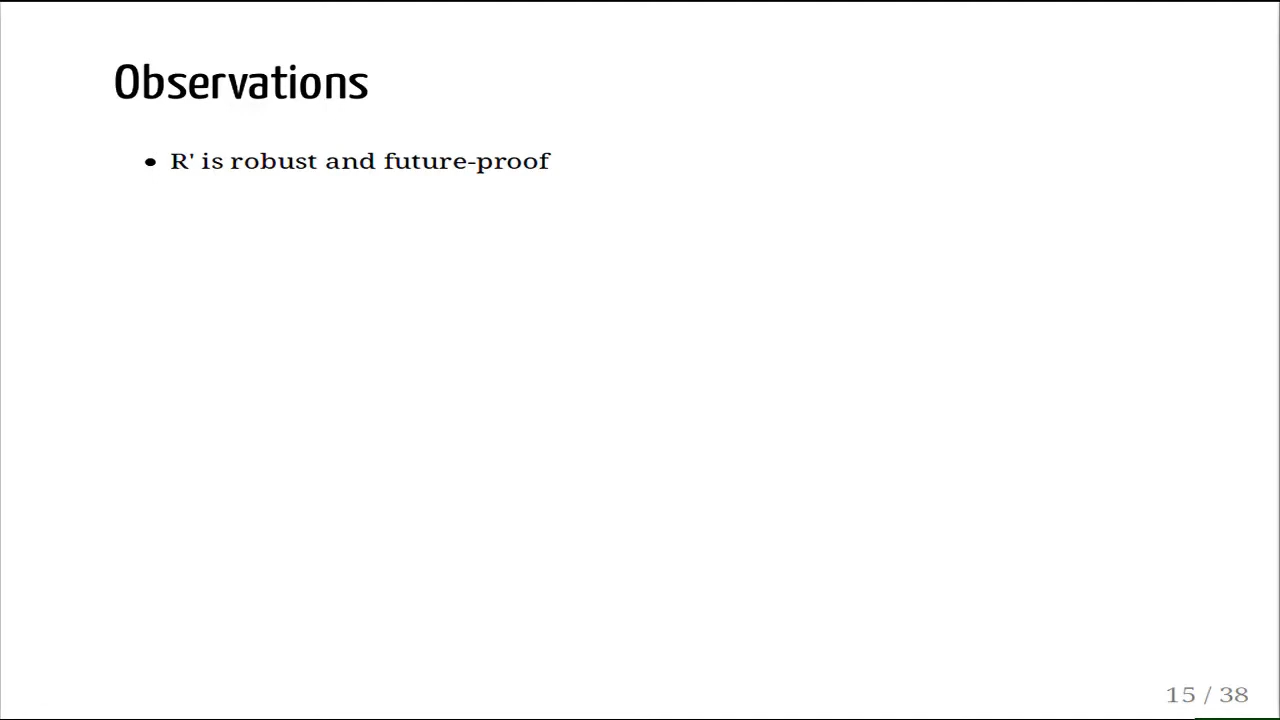 Observations
• R' is robust and future-proof
15 / 38